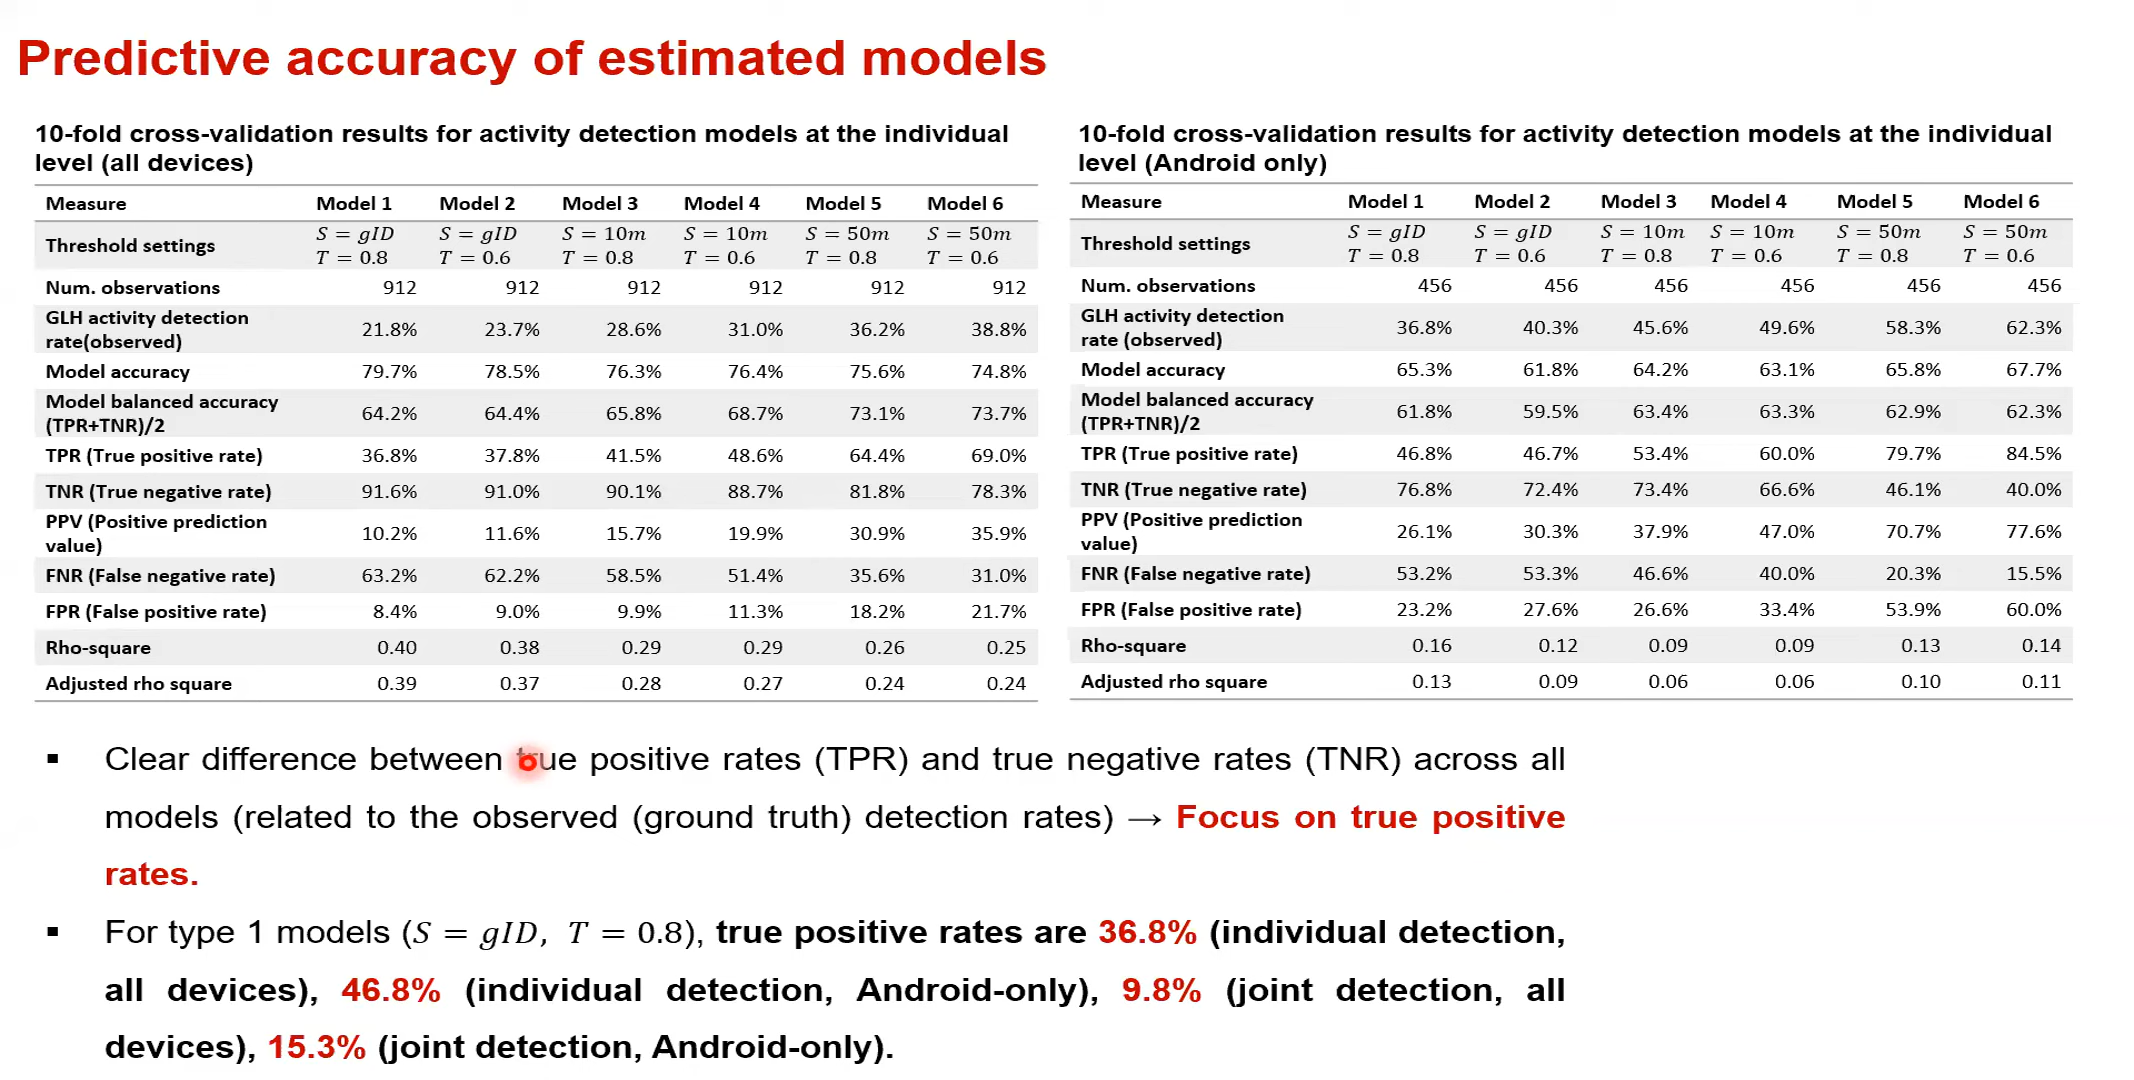 Predictive accuracy of estimated models
10-fold cross-validation results for activity detection models at the individual
level (all devices)
Measure Model 1 Model 2 Model 3 Model 4 Model 5 Model 6
Threshold settings S = gID S = gID S = 10m S = 10m S = 50m S = 50m
T = 0.8 T = 0.6 T = 0.8 T = 0.6 T = 0.8 T = 0.6
Num. observations 912 912 912 912 912 912
GLH activity detection
rate(observed) 21.8% 23.7% 28.6% 31.0% 36.2% 38.8%
Model accuracy 79.7% 78.5% 76.3% 76.4% 75.6% 74.8%
Model balanced accuracy
(TPR+TNR)/2 64.2% 64.4% 65.8% 68.7% 73.1% 73.7%
TPR (True positive rate) 36.8% 37.8% 41.5% 48.6% 64.4% 69.0%
TNR (True negative rate) 91.6% 91.0% 90.1% 88.7% 81.8% 78.3%
PPV (Positive prediction
value) 10.2% 11.6% 15.7% 19.9% 30.9% 35.9%
FNR (False negative rate) 63.2% 62.2% 58.5% 51.4% 35.6% 31.0%
FPR (False positive rate) 8.4% 9.0% 9.9% 11.3% 18.2% 21.7%
Rho-square 0.40 0.38 0.29 0.29 0.26 0.25
Adjusted rho square 0.39 0.37 0.28 0.27 0.24 0.24
10-fold cross-validation results for activity detection models at the individual
level (Android only)
Measure Model 1 Model 2 Model 3 Model 4 Model 5 Model 6
Threshold settings S = gID S = gID S = 10m S = 10m S = 50m S = 50m
T = 0.8 T = 0.6 T = 0.8 T = 0.6 T = 0.8 T = 0.6
Num. observations 456 456 456 456 456 456
GLH activity detection
rate (observed) 36.8% 40.3% 45.6% 49.6% 58.3% 62.3%
Model accuracy 65.3% 61.8% 64.2% 63.1% 65.8% 67.7%
Model balanced accuracy
(TPR+TNR)/2 61.8% 59.5% 63.4% 63.3% 62.9% 62.3%
TPR (True positive rate) 46.8% 46.7% 53.4% 60.0% 79.7% 84.5%
TNR (True negative rate) 76.8% 72.4% 73.4% 66.6% 46.1% 40.0%
PPV (Positive prediction
value) 26.1% 30.3% 37.9% 47.0% 70.7% 77.6%
FNR (False negative rate) 53.2% 53.3% 46.6% 40.0% 20.3% 15.5%
FPR (False positive rate) 23.2% 27.6% 26.6% 33.4% 53.9% 60.0%
Rho-square 0.16 0.12 0.09 0.09 0.13 0.14
Adjusted rho square 0.13 0.09 0.06 0.06 0.10 0.11
▪ Clear difference between true positive rates (TPR) and true negative rates (TNR) across all
models (related to the observed (ground truth) detection rates) → Focus on true positive
rates.
▪ For type 1 models (S = gID, T = 0.8), true positive rates are 36.8% (individual detection,
all devices), 46.8% (individual detection, Android-only), 9.8% (joint detection, all
devices), 15.3% (joint detection, Android-only).